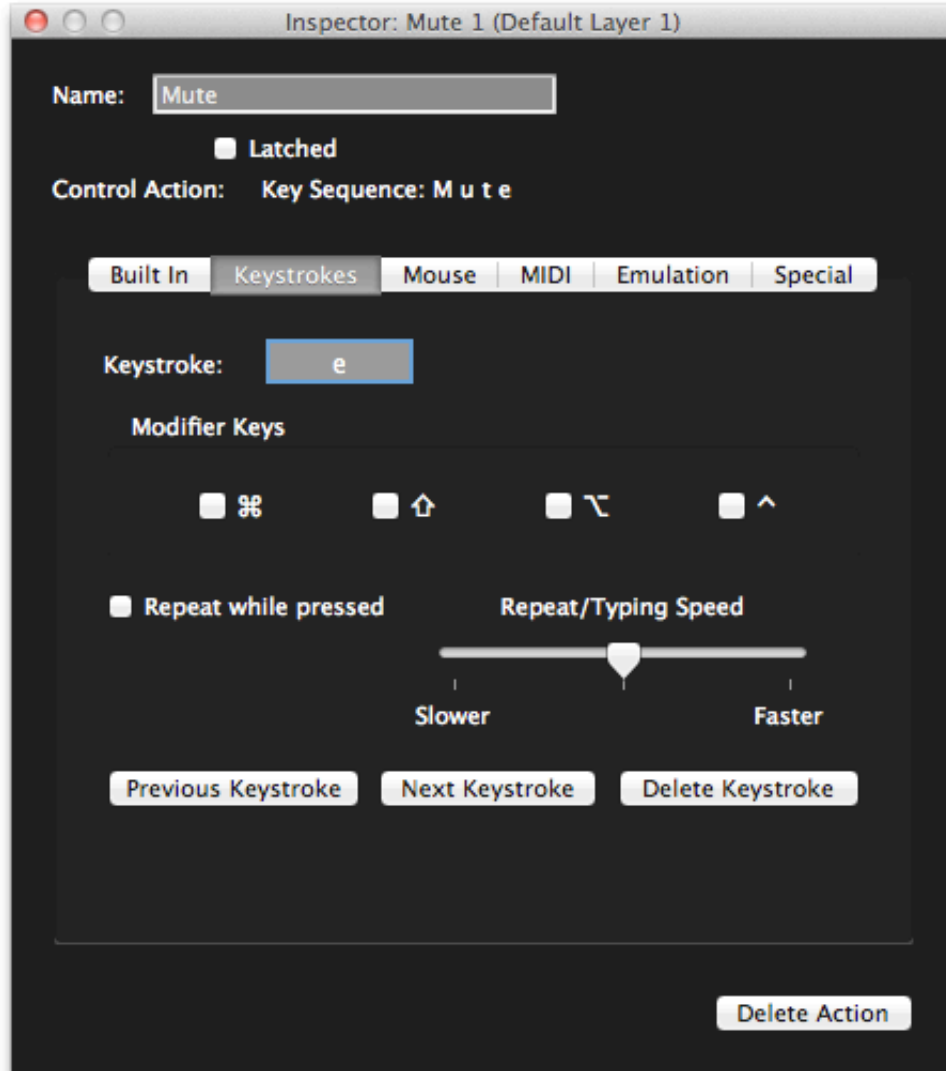 Inspector: Mute 1 (Default Layer 1)
Name: Mute
Latched
Control Action: Key Sequence: M u t e
Built In Keystrokes Mouse MIDI Emulation Special
Keystroke: e
Modifier Keys
⌘ ⇧ ⌥ ^
Repeat while pressed Repeat/Typing Speed
Slower Faster
Previous Keystroke Next Keystroke Delete Keystroke
Delete Action